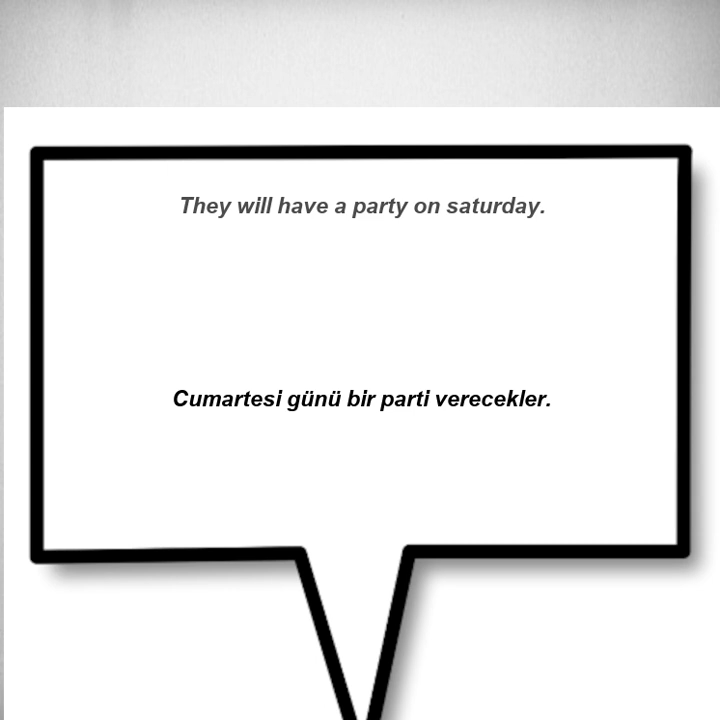 They will have a party on saturday.
Cumartesi günü bir parti verecekler.